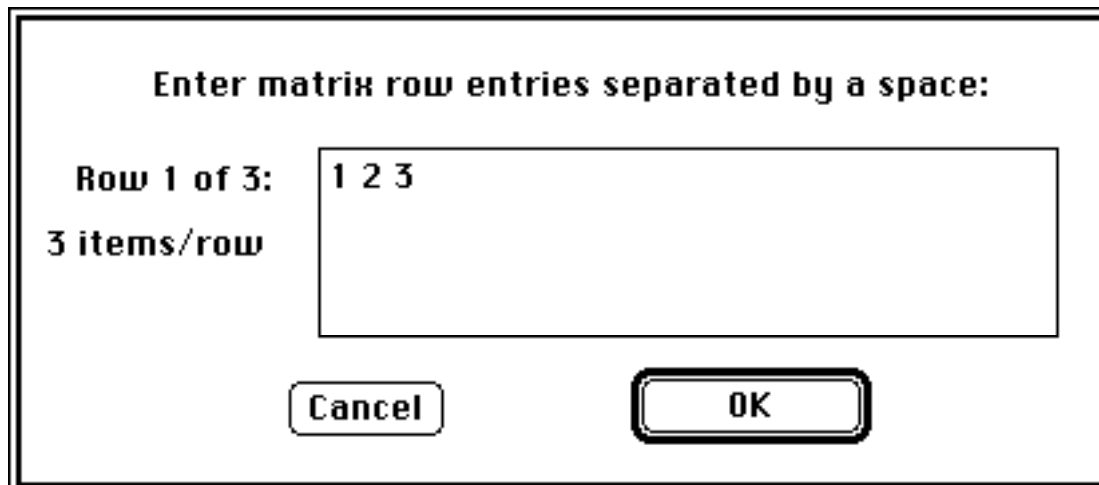 Enter matrix row entries separated by a space:
Row 1 of 3:
1 2 3
3 items/row
Cancel
OK